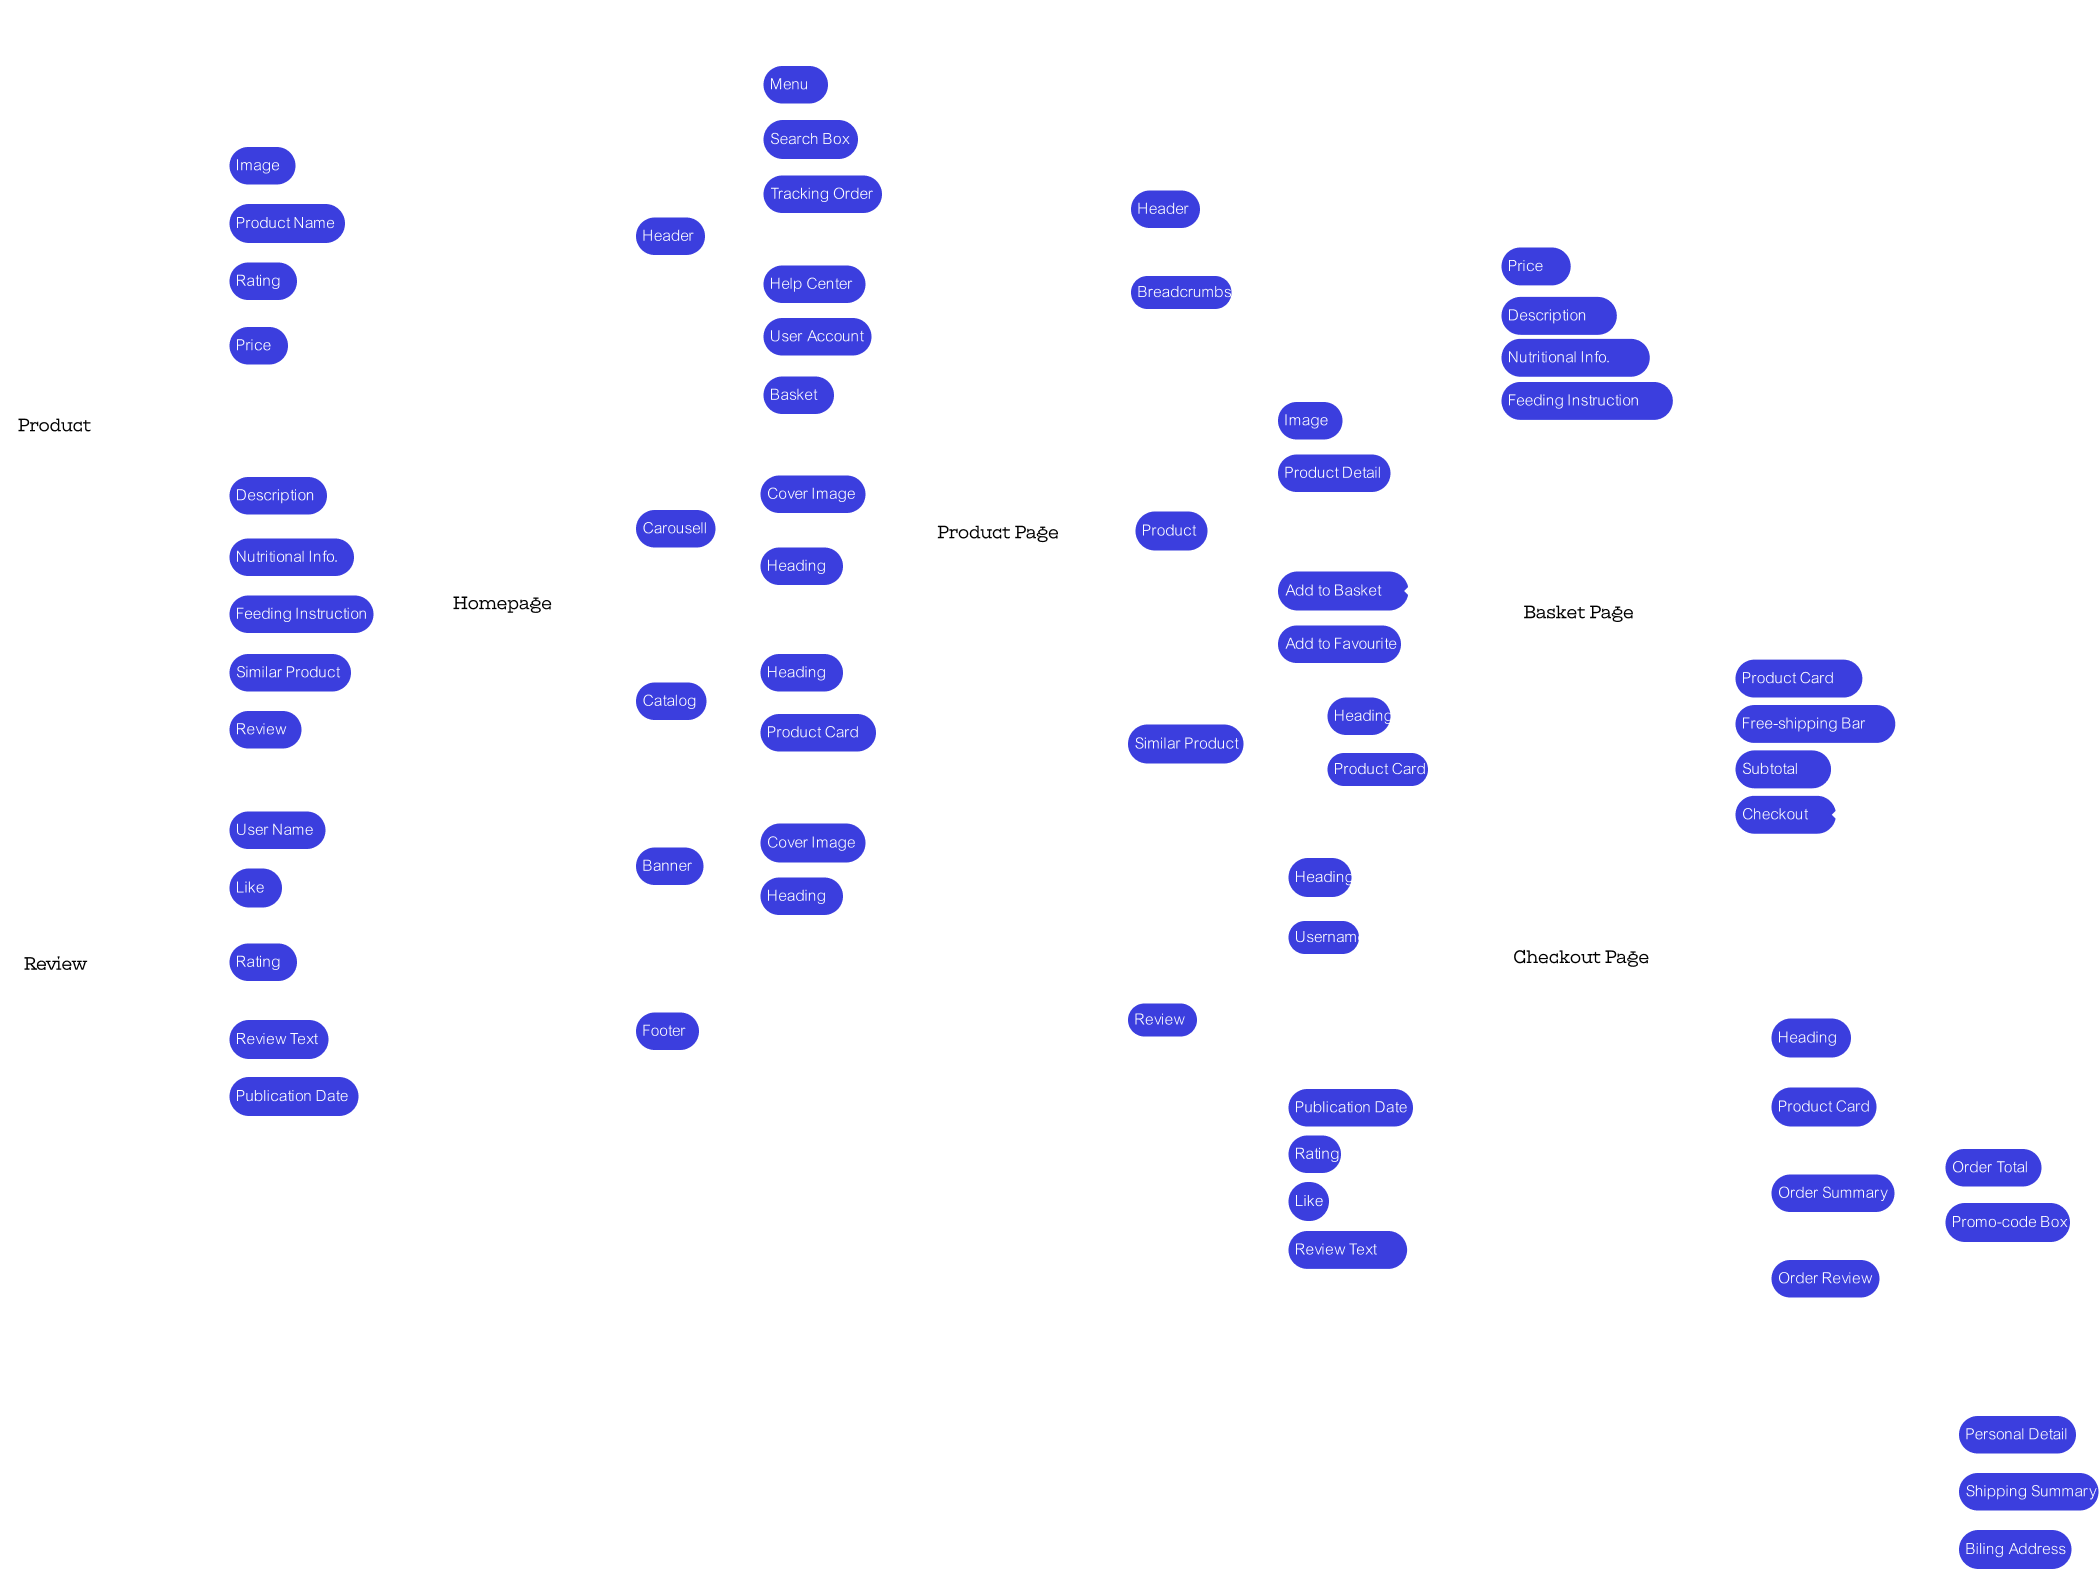 Product
Image
Product Name
Rating
Price
Description
Nutritional Info.
Feeding Instruction
Similar Product
Review
Review
User Name
Like
Rating
Review Text
Publication Date
Homepage
Header
Menu
Search Box
Tracking Order
Help Center
User Account
Basket
Carousell
Cover Image
Heading
Catalog
Heading
Product Card
Banner
Cover Image
Heading
Footer
Product Page
Header
Breadcrumbs
Product
Image
Product Detail
Price
Description
Nutritional Info.
Feeding Instruction
Add to Basket
Add to Favourite
Similar Product
Heading
Product Card
Review
Heading
Usernam
Publication Date
Rating
Like
Review Text
Basket Page
Product Card
Free-shipping Bar
Subtotal
Checkout
Checkout Page
Heading
Product Card
Order Summary
Order Total
Promo-code Box
Order Review
Personal Detail
Shipping Summary
Biling Address